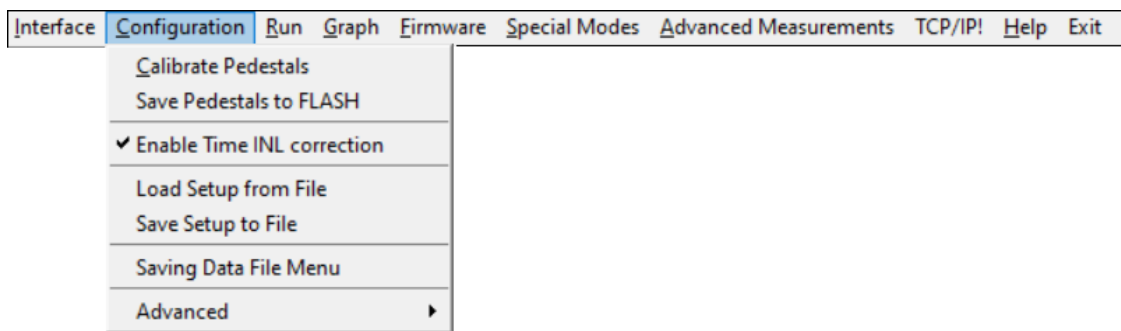 Interface Configuration Run Graph Firmware Special Modes Advanced Measurements TCP/IP! Help Exit
Calibrate Pedestals
Save Pedestals to FLASH
Enable Time INL correction
Load Setup from File
Save Setup to File
Saving Data File Menu
Advanced